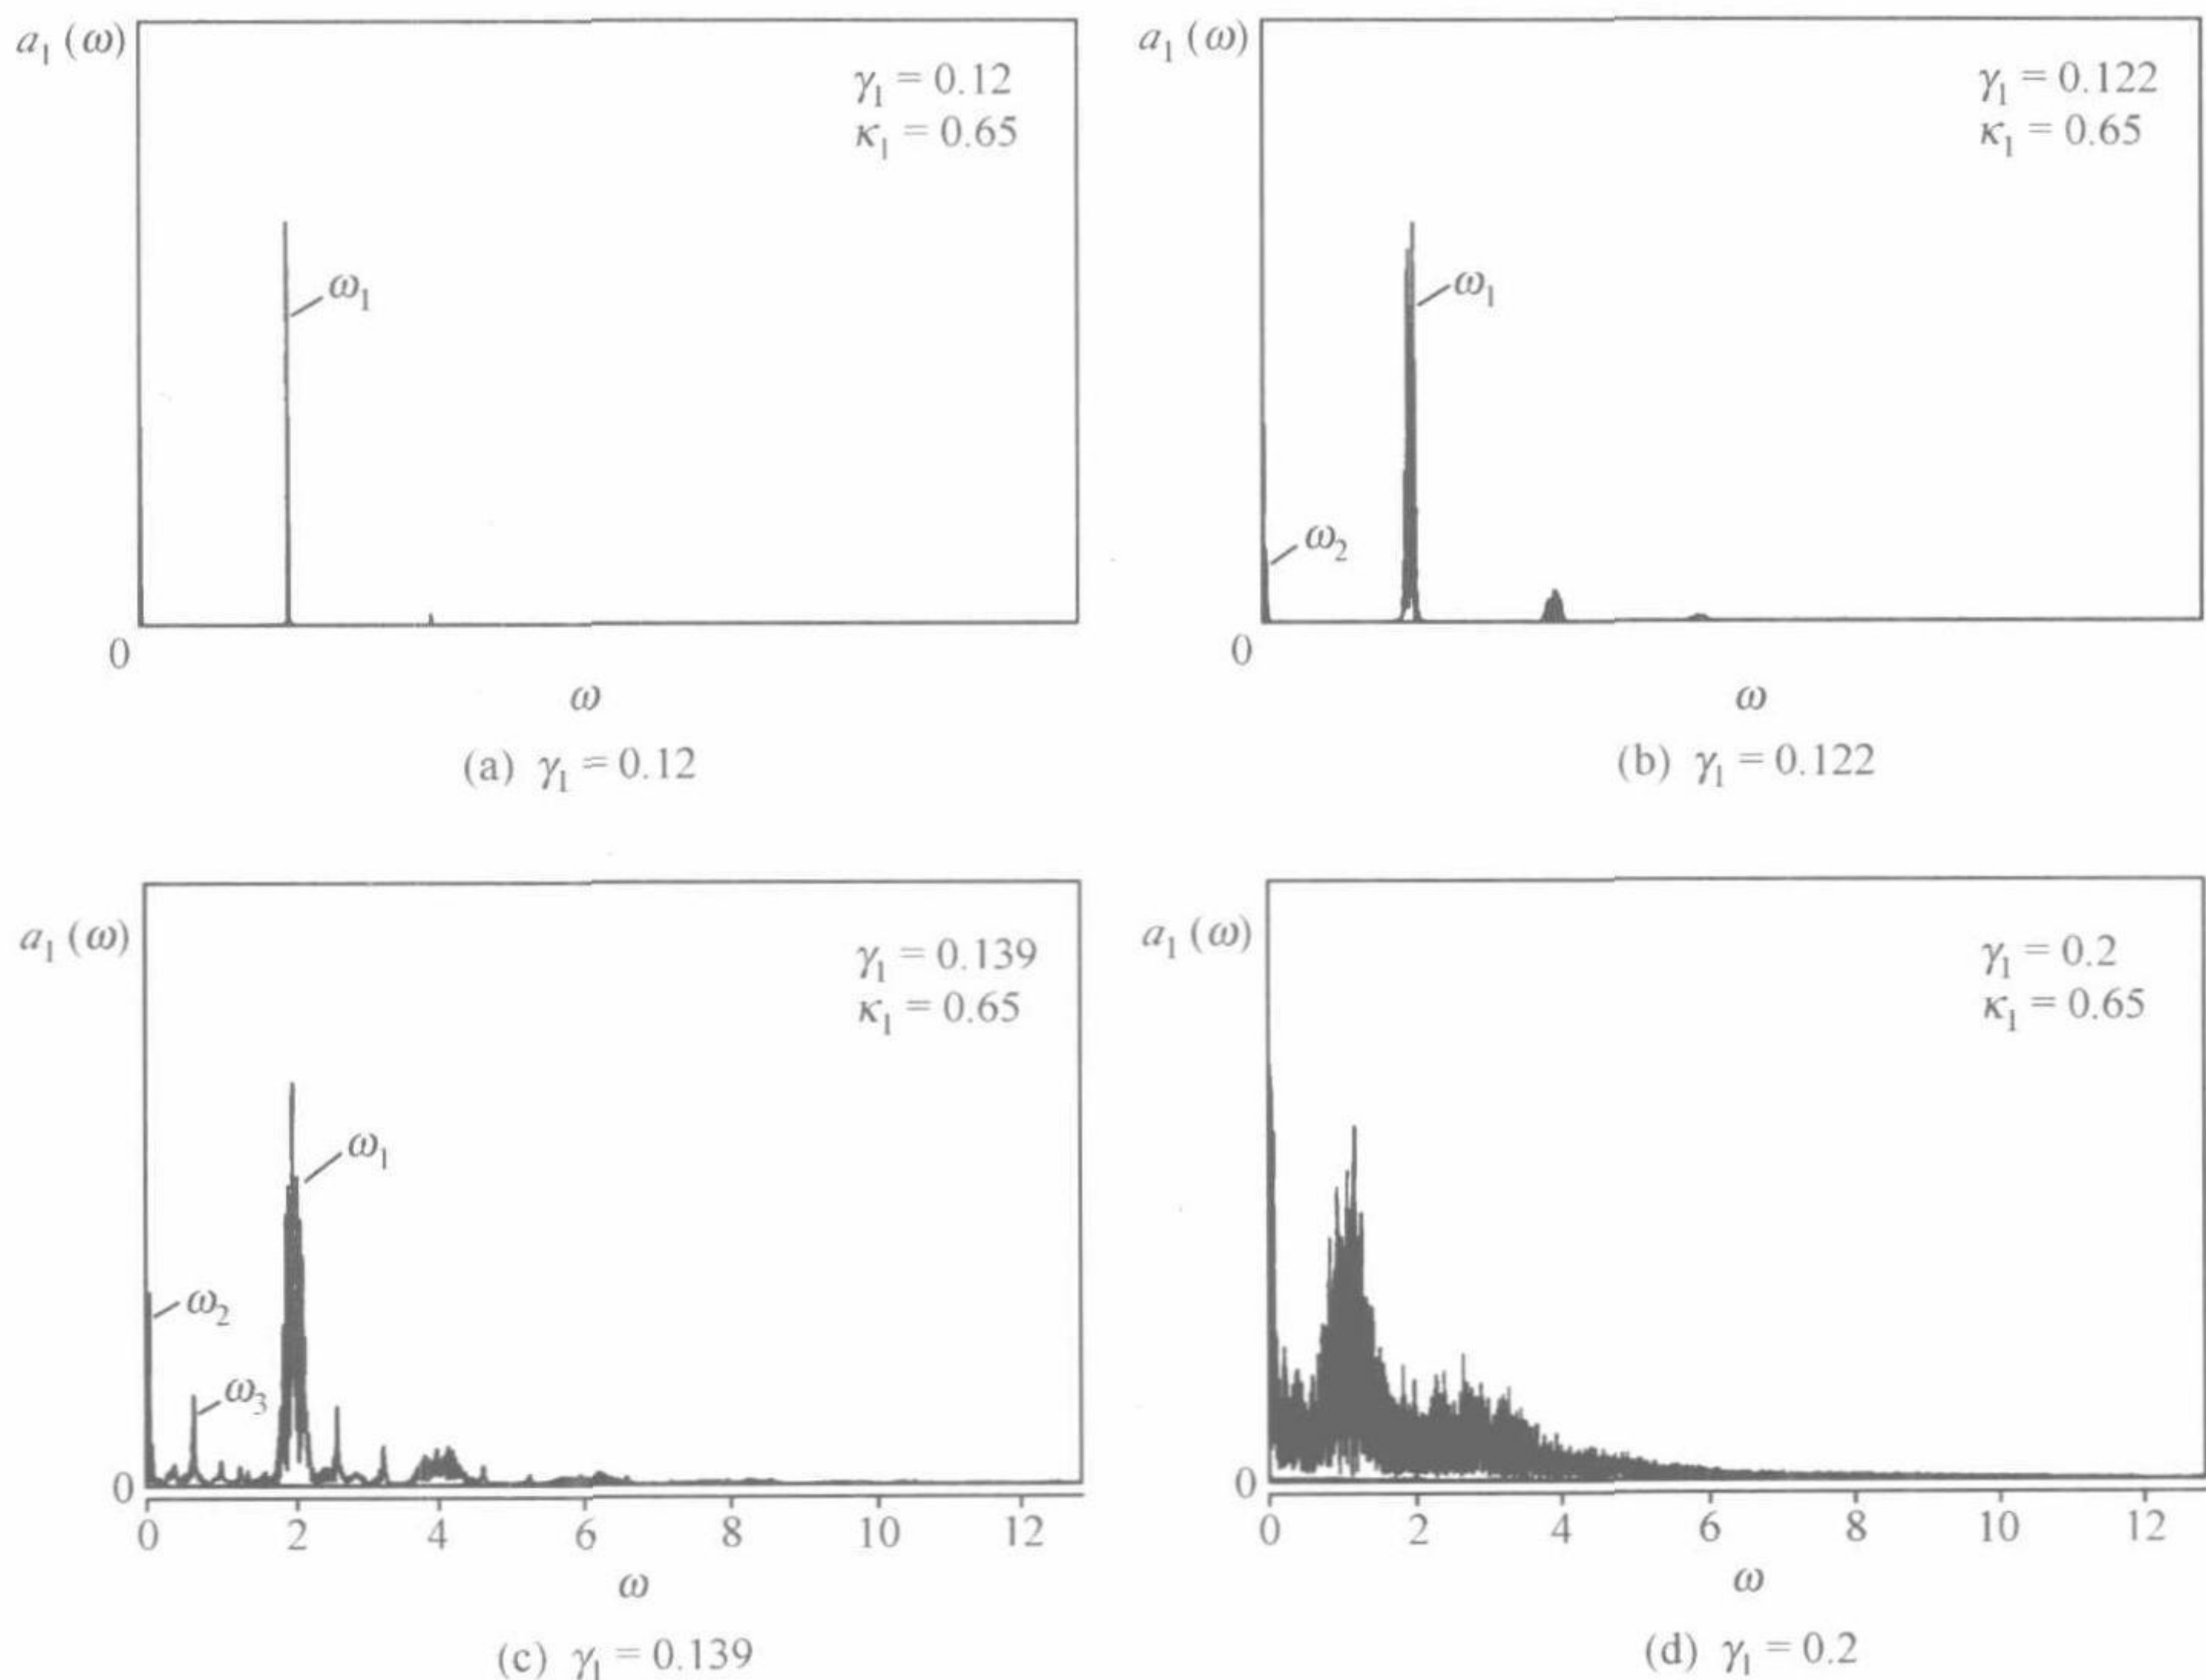 a₁ (ω)
γ₁ = 0.12
κ₁ = 0.65
ω₁
0
ω
(a) γ₁ = 0.12
a₁ (ω)
γ₁ = 0.122
κ₁ = 0.65
ω₁
ω₂
0
ω
(b) γ₁ = 0.122
a₁ (ω)
γ₁ = 0.139
κ₁ = 0.65
ω₁
ω₂
ω₃
0
0 2 4 6 8 10 12
ω
(c) γ₁ = 0.139
a₁ (ω)
γ₁ = 0.2
κ₁ = 0.65
0
0 2 4 6 8 10 12
ω
(d) γ₁ = 0.2